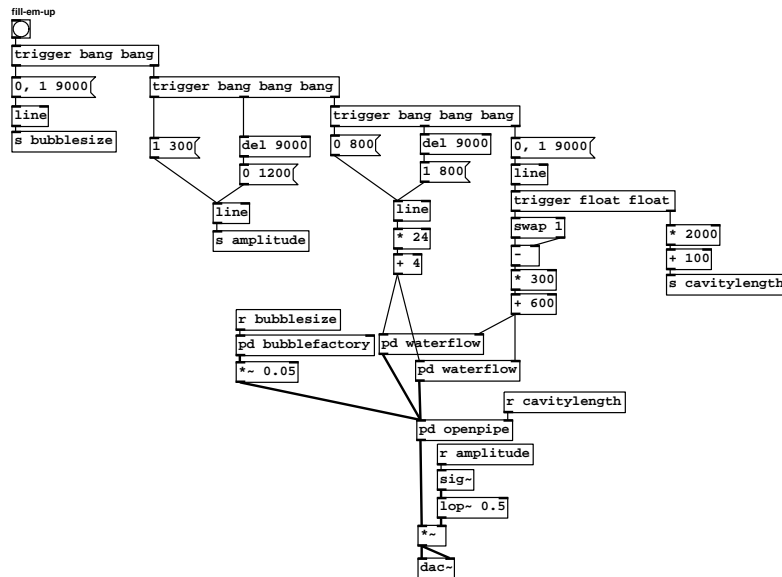 fill-em-up
trigger bang bang
0, 1 9000
trigger bang bang bang
line
trigger bang bang bang
s bubblesize
1 300
del 9000
0 800
del 9000
0, 1 9000
0 1200
1 800
line
line
line
trigger float float
s amplitude
* 24
swap 1
* 2000
+ 4
-
+ 100
* 300
s cavitylength
+ 600
r bubblesize
pd bubblefactory
pd waterflow
*~ 0.05
pd waterflow
r cavitylength
pd openpipe
r amplitude
sig~
lop~ 0.5
*~
dac~